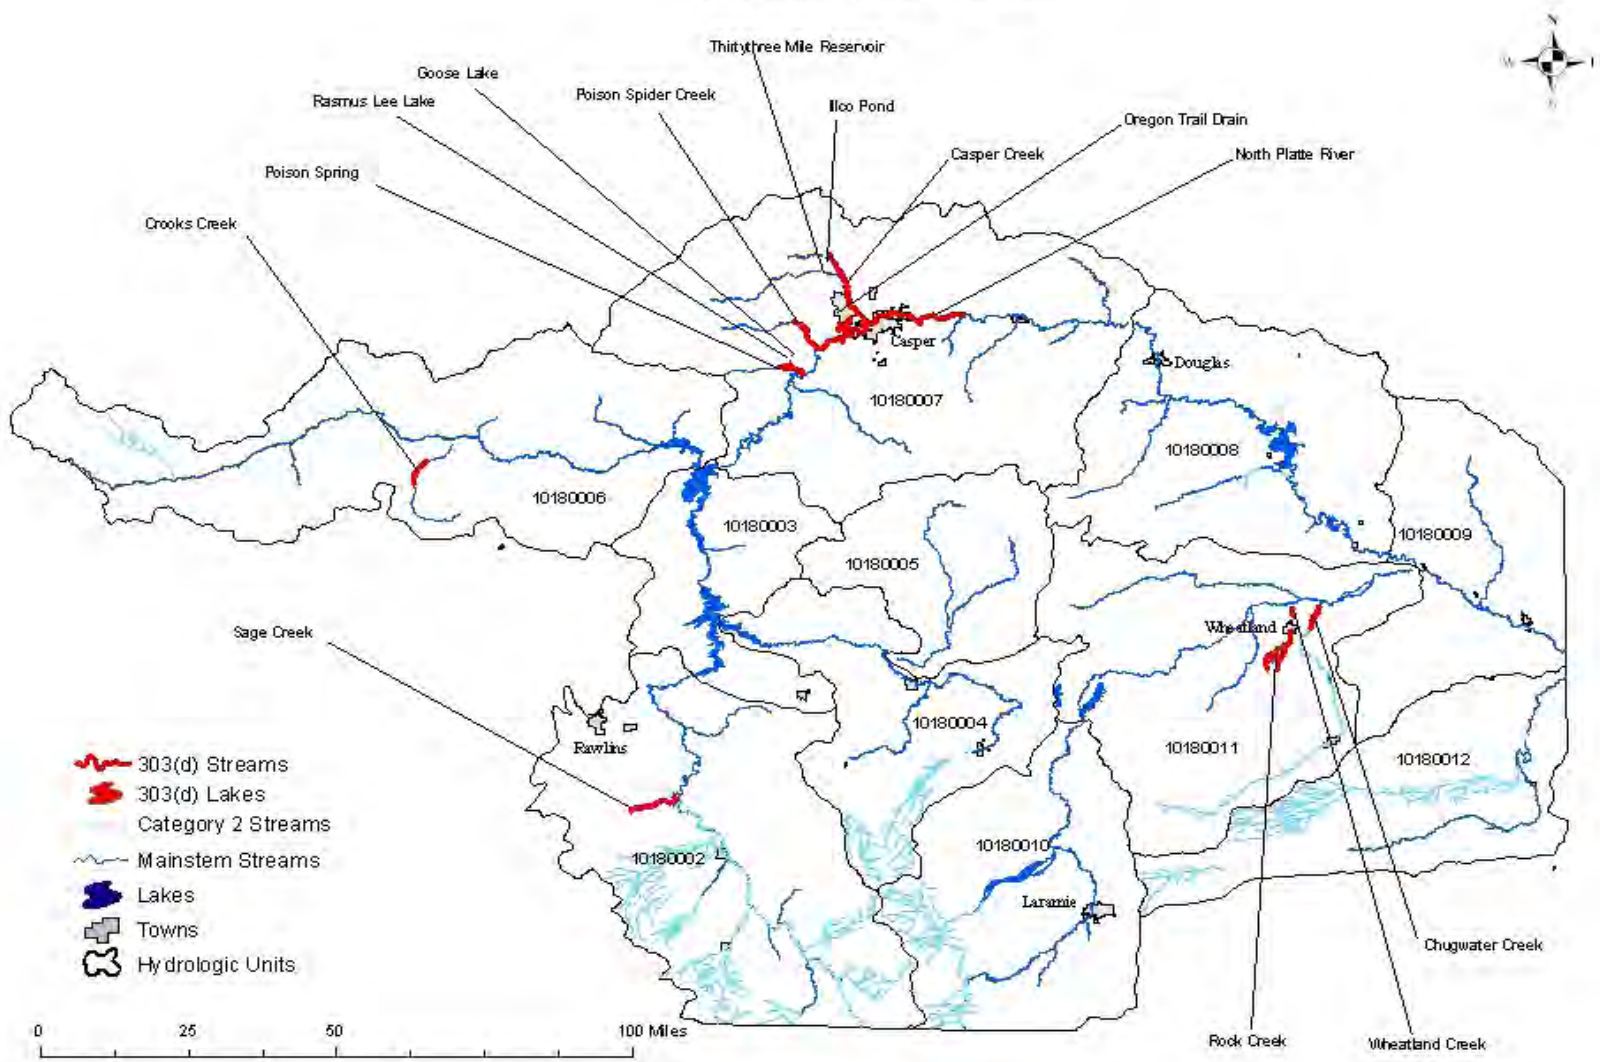 N
W
Thirtythree Mile Reservoir
Goose Lake
Rasmus Lee Lake
Poison Spider Creek
Illco Pond
Oregon Trail Drain
Casper Creek
North Platte River
Poison Spring
Crooks Creek
Casper
Douglas
10180007
10180008
10180006
10180003
10180009
10180005
Wheatland
Sage Creek
10180004
Rawlins
10180011
10180012
303(d) Streams
303(d) Lakes
Category 2 Streams
Mainstem Streams
Lakes
Towns
Hydrologic Units
10180002
10180010
Laramie
Chugwater Creek
Rock Creek
Wheatland Creek
0 25 50 100 Miles